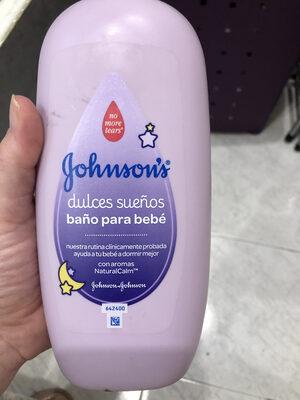 no
more
tears®
Johnson's®
dulces sueños
baño para bebé
nuestra rutina clínicamente probada
ayuda a tu bebé a dormir mejor
con aromas
NaturalCalm™
Johnson & Johnson
642400